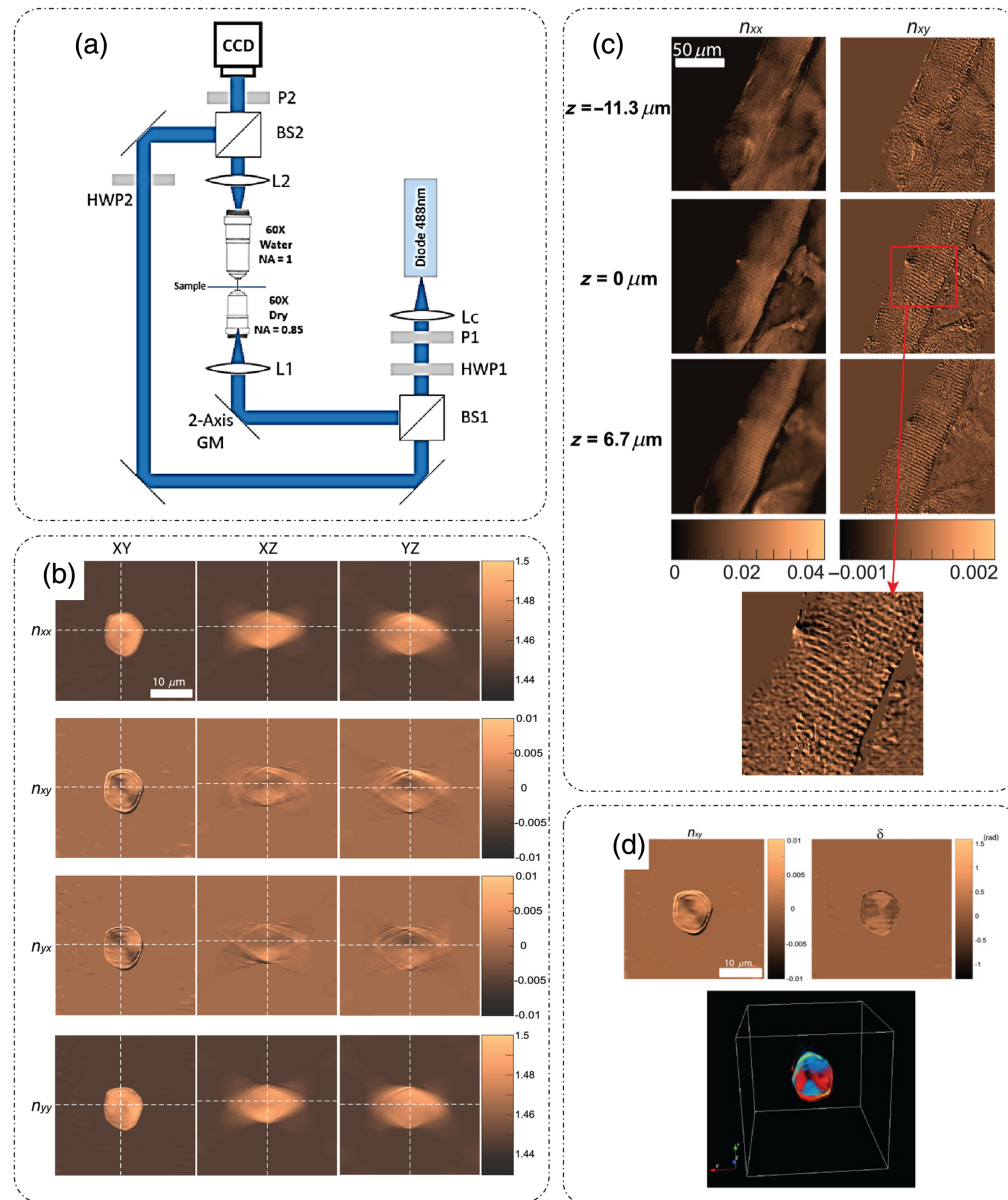 (a)
CCD
P2
BS2
L2
HWP2
60X
Water
NA = 1
Sample
60X
Dry
NA = 0.85
L1
2-Axis
GM
Diode 488nm
Lc
P1
HWP1
BS1
(b)
XY XZ YZ
nxx
10 μm
1.5
1.48
1.46
1.44
nxy
0.01
0.005
0
-0.005
-0.01
nyx
0.01
0.005
0
-0.005
-0.01
nyy
1.5
1.48
1.46
1.44
(c)
nxx nxy
50 μm
z = −11.3 μm
z = 0 μm
z = 6.7 μm
0 0.02 0.04 −0.001 0.002
(d)
nxy δ
10 μm
0.01
0.005
0
-0.005
-0.01
(rad)
1.5
1
0.5
0
-0.5
-1